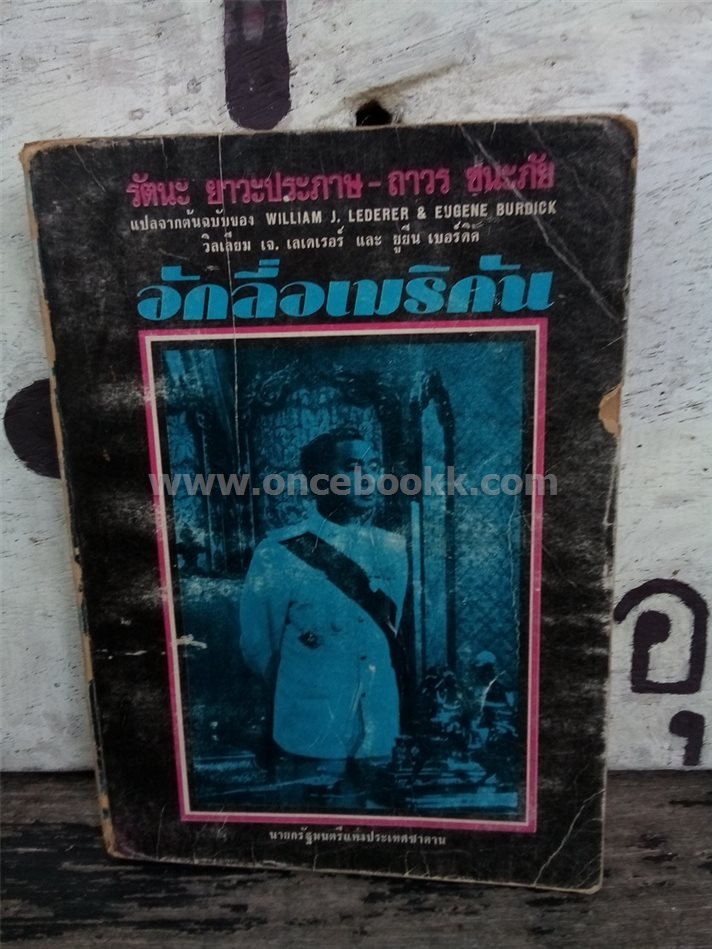 รัตนะ ยาวะประภาษ - ถาวร ชนะภัย
แปลจากต้นฉบับของ WILLIAM J. LEDERER & EUGENE BURDICK
วิลเลียม เจ. เลเดเรอร์ และ ยูยีน เบอร์ดิค
อักลี่อเมริกัน
www.oncebookk.com
นายกรัฐมนตรีแห่งประเทศซาคาน
อุ